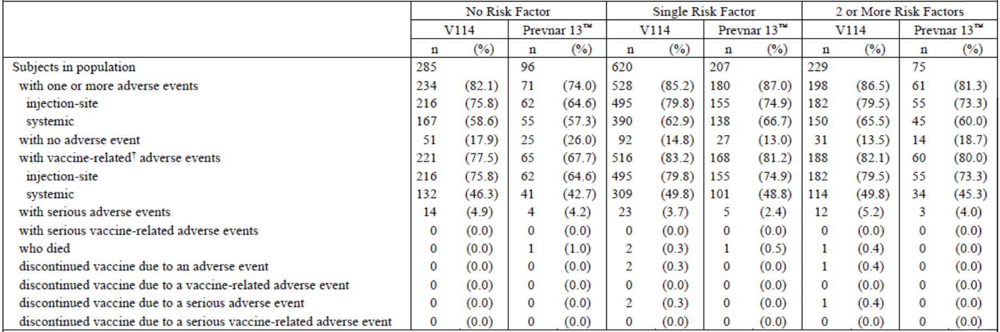 No Risk Factor Single Risk Factor 2 or More Risk Factors
V114 Prevnar 13™ V114 Prevnar 13™ V114 Prevnar 13™
n (%) n (%) n (%) n (%) n (%) n (%)
Subjects in population 285 96 620 207 229 75
with one or more adverse events 234 (82.1) 71 (74.0) 528 (85.2) 180 (87.0) 198 (86.5) 61 (81.3)
injection-site 216 (75.8) 62 (64.6) 495 (79.8) 155 (74.9) 182 (79.5) 55 (73.3)
systemic 167 (58.6) 55 (57.3) 390 (62.9) 138 (66.7) 150 (65.5) 45 (60.0)
with no adverse event 51 (17.9) 25 (26.0) 92 (14.8) 27 (13.0) 31 (13.5) 14 (18.7)
with vaccine-related† adverse events 221 (77.5) 65 (67.7) 516 (83.2) 168 (81.2) 188 (82.1) 60 (80.0)
injection-site 216 (75.8) 62 (64.6) 495 (79.8) 155 (74.9) 182 (79.5) 55 (73.3)
systemic 132 (46.3) 41 (42.7) 309 (49.8) 101 (48.8) 114 (49.8) 34 (45.3)
with serious adverse events 14 (4.9) 4 (4.2) 23 (3.7) 5 (2.4) 12 (5.2) 3 (4.0)
with serious vaccine-related adverse events 0 (0.0) 0 (0.0) 0 (0.0) 0 (0.0) 0 (0.0) 0 (0.0)
who died 0 (0.0) 1 (1.0) 2 (0.3) 1 (0.5) 1 (0.4) 0 (0.0)
discontinued vaccine due to an adverse event 0 (0.0) 0 (0.0) 2 (0.3) 0 (0.0) 1 (0.4) 0 (0.0)
discontinued vaccine due to a vaccine-related adverse event 0 (0.0) 0 (0.0) 0 (0.0) 0 (0.0) 0 (0.0) 0 (0.0)
discontinued vaccine due to a serious adverse event 0 (0.0) 0 (0.0) 2 (0.3) 0 (0.0) 1 (0.4) 0 (0.0)
discontinued vaccine due to a serious vaccine-related adverse event 0 (0.0) 0 (0.0) 0 (0.0) 0 (0.0) 0 (0.0) 0 (0.0)